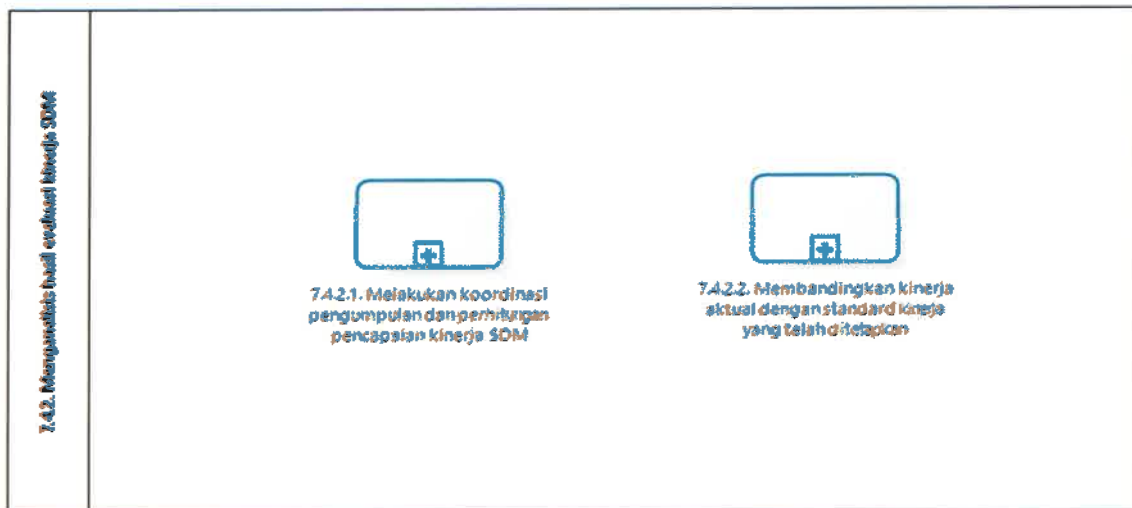 7.4.2. Menganalisis hasil evaluasi kinerja SDM
7.4.2.1. Melakukan koordinasi
pengumpulan dan perhitungan
pencapaian kinerja SDM
7.4.2.2. Membandingkan kinerja
aktual dengan standard kineja
yang telah ditetapkan